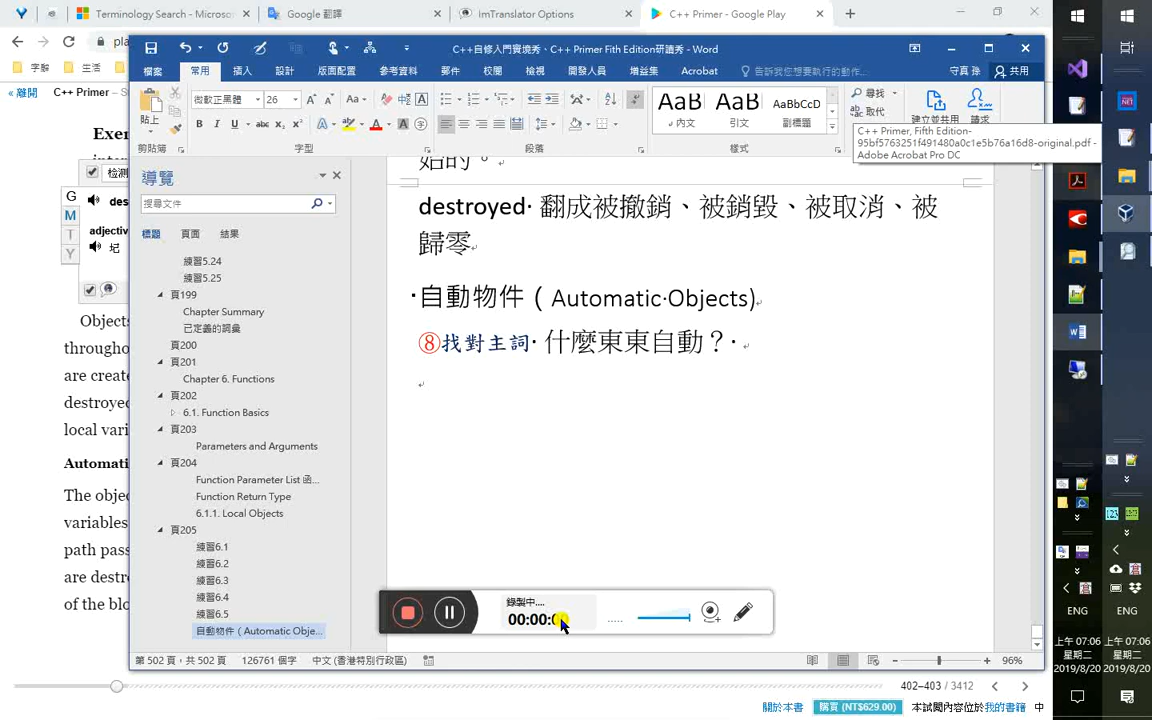 Terminology Search - Microso
Google 翻譯
ImTranslator Options
C++ Primer - Google Play
字辭
生活
C++自修入門實境秀、C++ Primer Fifth Edition研讀秀 - Word
檔案
常用
插入
設計
版面配置
參考資料
郵件
校閱
檢視
開發人員
增益集
Acrobat
告訴我您想要執行的動作...
守真 孫
共用
« 離開
C++ Primer
貼上
微軟正黑體
26
AaBbCcD
內文
引文
副標題
尋找
取代
建立並共用
剪貼簿
字型
段落
樣式
C++ Primer, Fifth Edition-
95bf5763251f491480a0c1e5b76a16d8-original.pdf -
Adobe Acrobat Pro DC
導覽
搜尋文件
標題
頁面
結果
練習5.24
練習5.25
頁199
Chapter Summary
已定義的詞彙
頁200
頁201
Chapter 6. Functions
頁202
6.1. Function Basics
頁203
Parameters and Arguments
頁204
Function Parameter List 函...
Function Return Type
6.1.1. Local Objects
頁205
練習6.1
練習6.2
練習6.3
練習6.4
練習6.5
自動物件（Automatic Obje...
始的。
destroyed 翻成被撤銷、被銷毀、被取消、被
歸零
自動物件（Automatic Objects)
⑧找對主詞 什麼東東自動？
Exer
檢測
des
adjectiv
Objects
througho
are create
destroyed
local vari
Automati
The objec
variables
path pass
are destr
of the blo
錄製中....
00:00:0
第 502 頁，共 502 頁
126761 個字
中文 (香港特別行政區)
96%
402–403 / 3412
關於本書
購買 (NT$629.00)
本試閱內容位於我的書籍 中
ENG
ENG
上午 07:06
上午 07:06
星期二
星期二
2019/8/20
2019/8/20